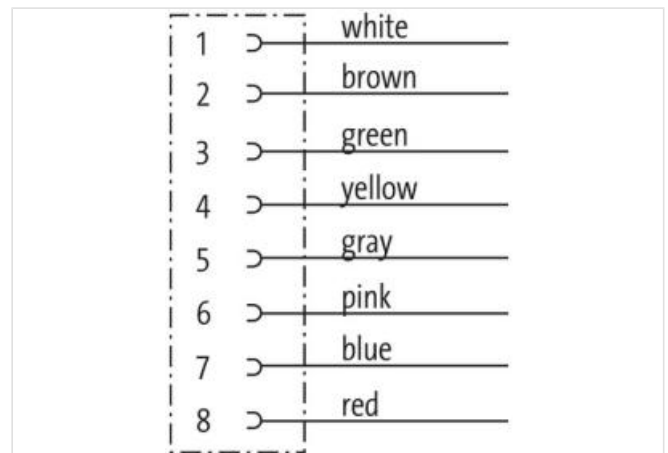 1 white
2 brown
3 green
4 yellow
5 gray
6 pink
7 blue
8 red